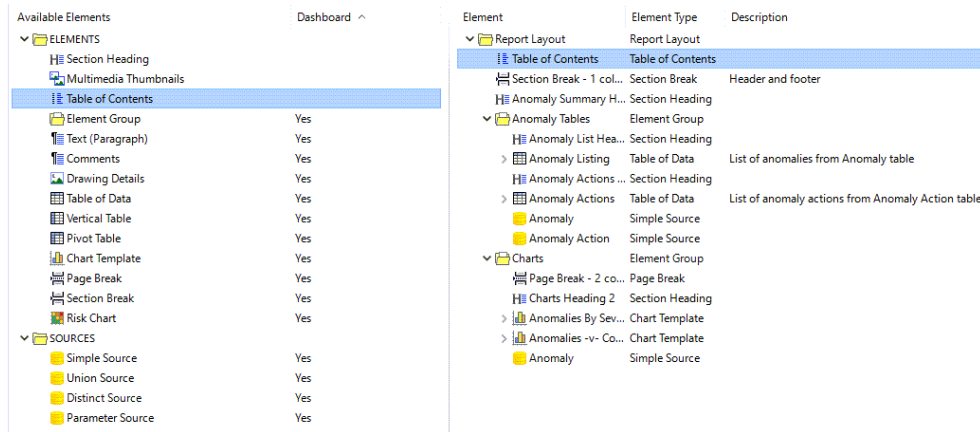 Available Elements Dashboard
ELEMENTS
Section Heading
Multimedia Thumbnails
Table of Contents
Element Group Yes
Text (Paragraph) Yes
Comments Yes
Drawing Details Yes
Table of Data Yes
Vertical Table Yes
Pivot Table Yes
Chart Template Yes
Page Break Yes
Section Break Yes
Risk Chart Yes
SOURCES
Simple Source Yes
Union Source Yes
Distinct Source Yes
Parameter Source Yes
Element Element Type Description
Report Layout Report Layout
Table of Contents Table of Contents
Section Break - 1 col... Section Break Header and footer
Anomaly Summary H... Section Heading
Anomaly Tables Element Group
Anomaly List Hea... Section Heading
Anomaly Listing Table of Data List of anomalies from Anomaly table
Anomaly Actions ... Section Heading
Anomaly Actions Table of Data List of anomaly actions from Anomaly Action table
Anomaly Simple Source
Anomaly Action Simple Source
Charts Element Group
Page Break - 2 co... Page Break
Charts Heading 2 Section Heading
Anomalies By Sev... Chart Template
Anomalies -v- Co... Chart Template
Anomaly Simple Source